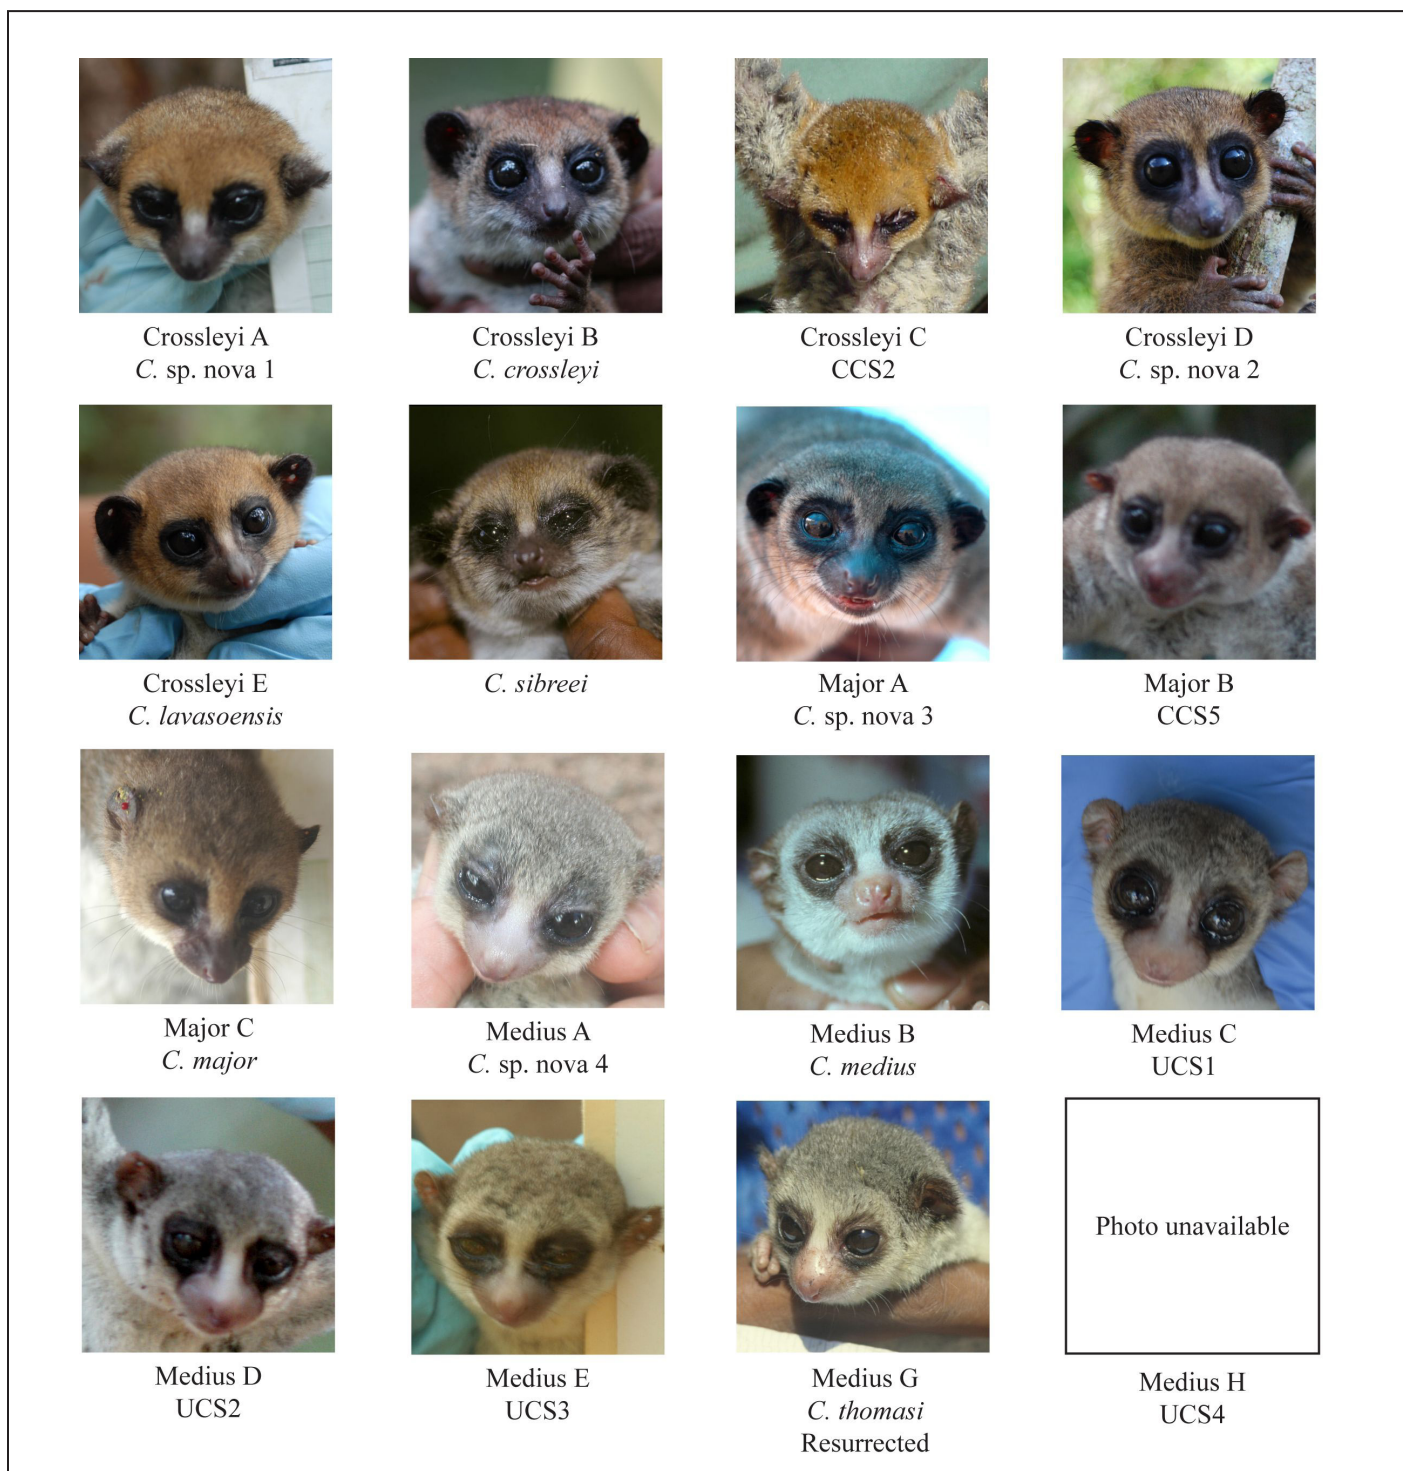 Crossleyi A
C. sp. nova 1
Crossleyi B
C. crossleyi
Crossleyi C
CCS2
Crossleyi D
C. sp. nova 2
Crossleyi E
C. lavasoensis
C. sibreei
Major A
C. sp. nova 3
Major B
CCS5
Major C
C. major
Medius A
C. sp. nova 4
Medius B
C. medius
Medius C
UCS1
Medius D
UCS2
Medius E
UCS3
Medius G
C. thomasi
Resurrected
Photo unavailable
Medius H
UCS4